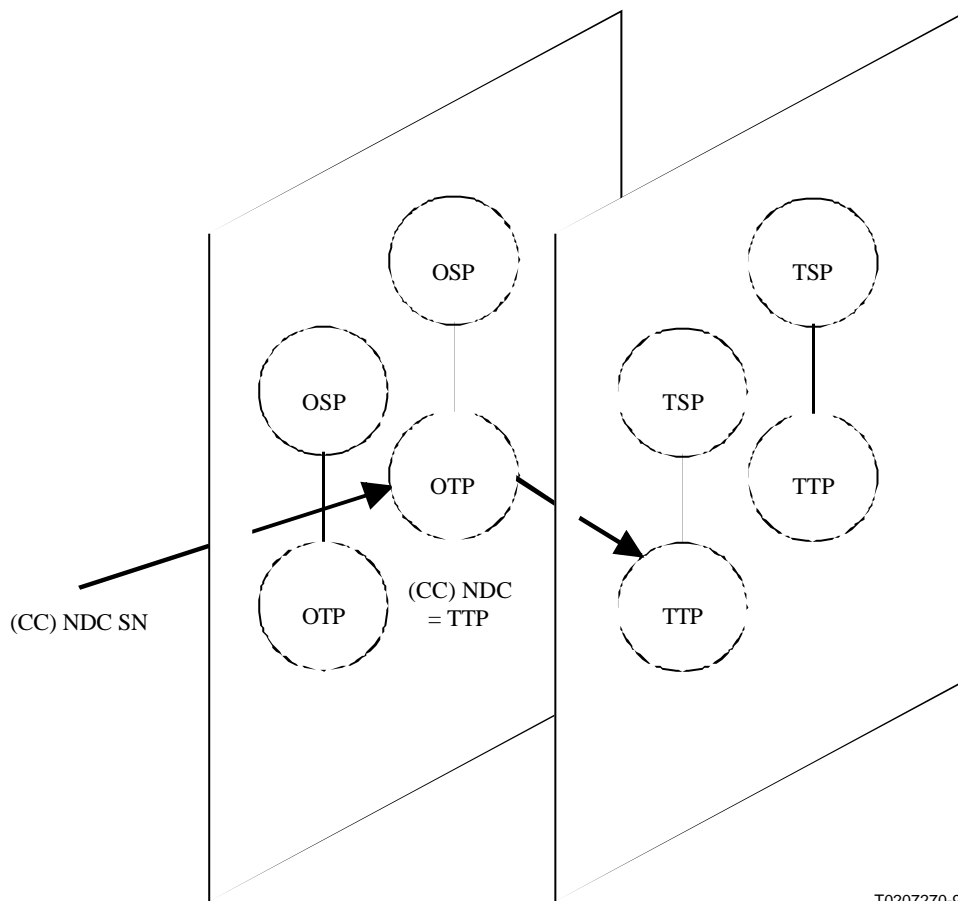 OSP
TSP
OSP
TSP
OTP
TTP
(CC) NDC SN
OTP
(CC) NDC
= TTP
TTP